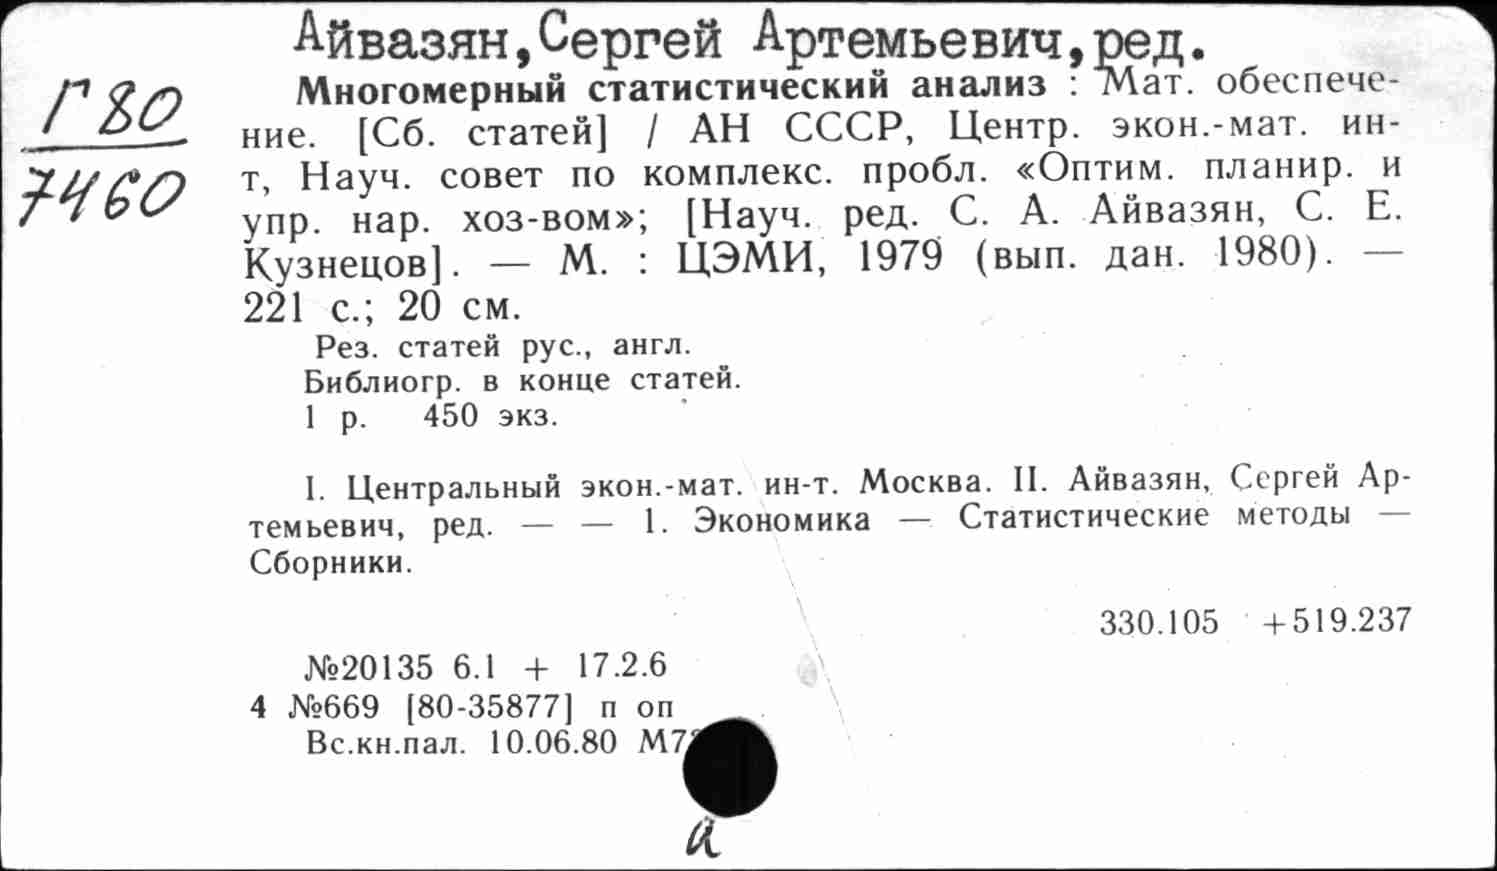 Айвазян, Сергей Артемьевич, ред.
Г80
7460
Многомерный статистический анализ : Мат. обеспече-
ние. [Сб. статей] / АН СССР, Центр. экон.-мат. ин-
т, Науч. совет по комплекс. пробл. «Оптим. планир. и
упр. нар. хоз-вом»; [Науч. ред. С. А. Айвазян, С. Е.
Кузнецов]. — М. : ЦЭМИ, 1979 (вып. дан. 1980). —
221 с.; 20 см.
Рез. статей рус., англ.
Библиогр. в конце статей.
1 р. 450 экз.
I. Центральный экон.-мат. ин-т. Москва. II. Айвазян, Сергей Ар-
темьевич, ред. — — 1. Экономика — Статистические методы —
Сборники.
330.105 +519.237
№20135 6.1 + 17.2.6
4 №669 [80-35877] п оп
Вс.кн.пал. 10.06.80
а